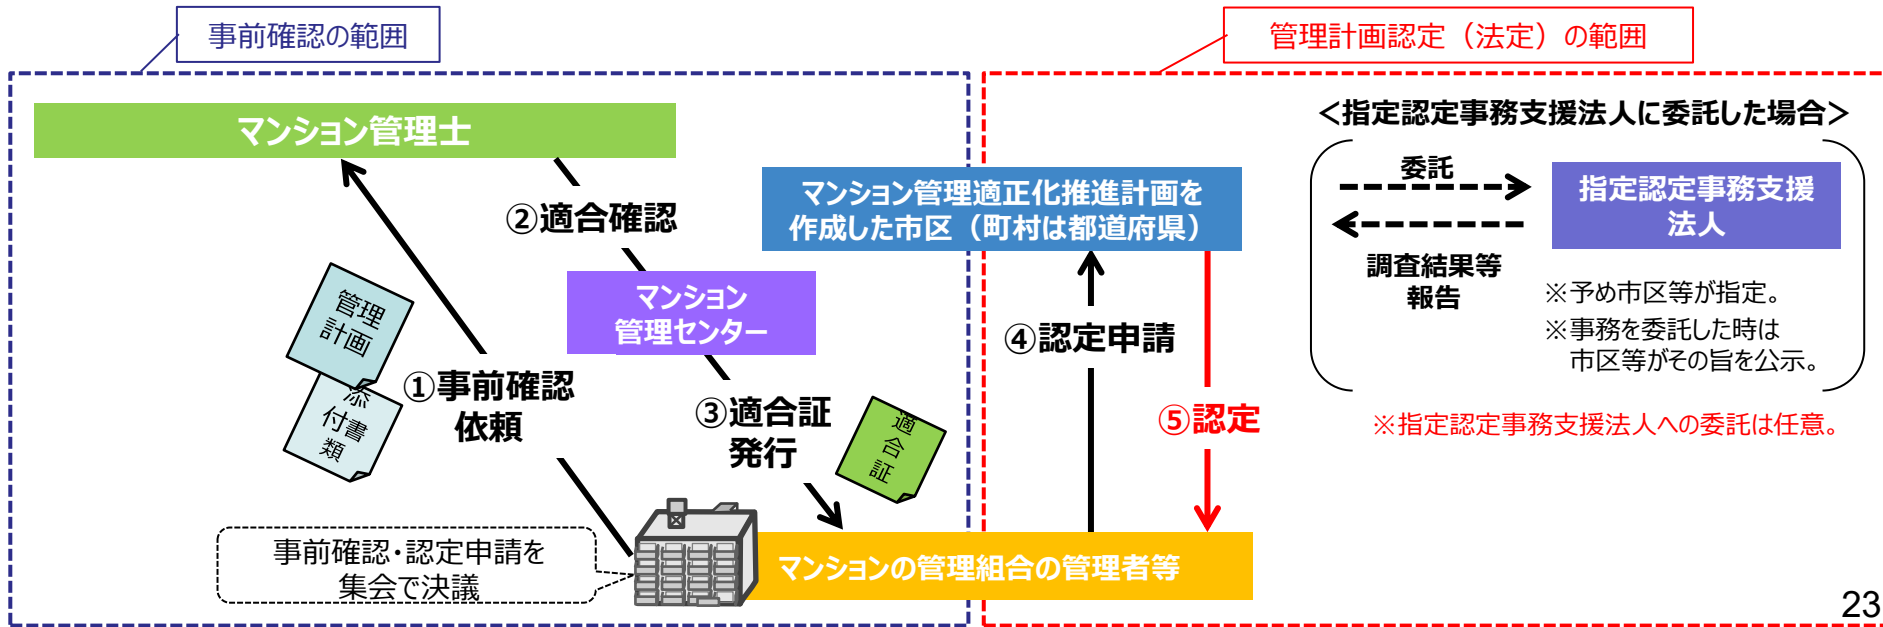 事前確認の範囲
管理計画認定（法定）の範囲
マンション管理士
②適合確認
マンション
管理センター
管理
計画
添
付書
類
①事前確認
依頼
③適合証
発行
適
合
証
事前確認・認定申請を
集会で決議
マンションの管理組合の管理者等
マンション管理適正化推進計画を
作成した市区（町村は都道府県）
④認定申請
⑤認定
＜指定認定事務支援法人に委託した場合＞
委託
調査結果等
報告
指定認定事務支援
法人
※予め市区等が指定。
※事務を委託した時は
市区等がその旨を公示。
※指定認定事務支援法人への委託は任意。
23